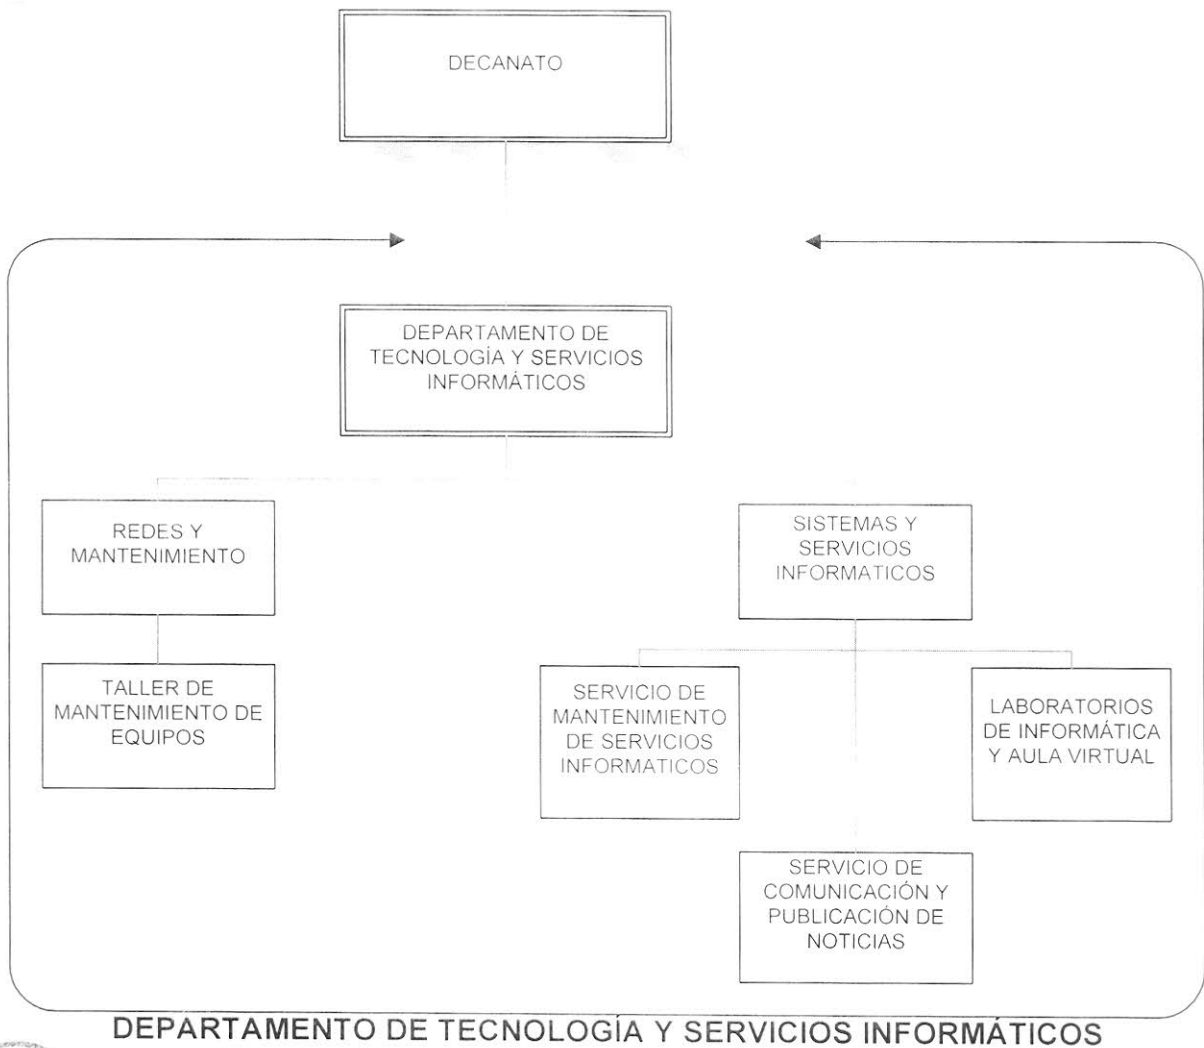 DECANATO
DEPARTAMENTO DE
TECNOLOGÍA Y SERVICIOS
INFORMÁTICOS
REDES Y
MANTENIMIENTO
SISTEMAS Y
SERVICIOS
INFORMATICOS
TALLER DE
MANTENIMIENTO DE
EQUIPOS
SERVICIO DE
MANTENIMIENTO
DE SERVICIOS
INFORMATICOS
LABORATORIOS
DE INFORMÁTICA
Y AULA VIRTUAL
SERVICIO DE
COMUNICACIÓN Y
PUBLICACIÓN DE
NOTICIAS
DEPARTAMENTO DE TECNOLOGÍA Y SERVICIOS INFORMÁTICOS